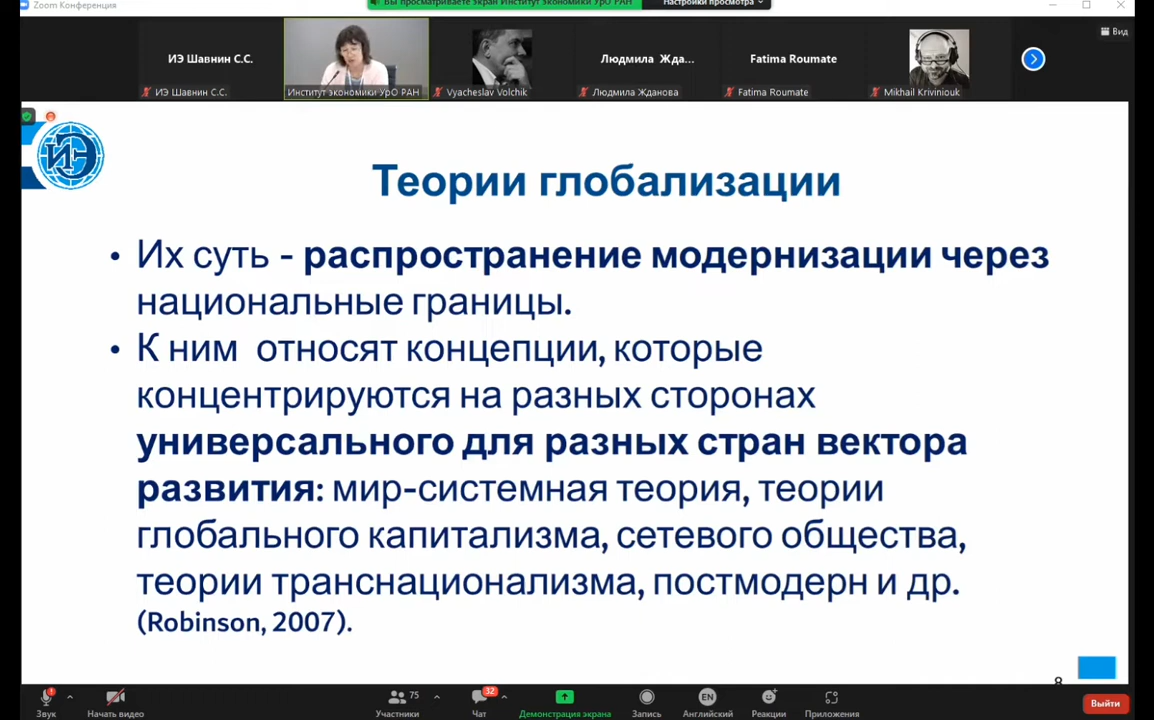 Zoom Конференция
Вы просматриваете экран Институт экономики УрО РАН
Настройки просмотра
Вид
ИЭ Шавнин С.С.
Людмила Жда...
Fatima Roumate
ИЭ Шавнин С.С.
Институт экономики УрО РАН
Vyacheslav Volchik
Людмила Жданова
Fatima Roumate
Mikhail Kriviniouk
ИЭ
Теории глобализации
• Их суть - распространение модернизации через
национальные границы.
• К ним относят концепции, которые
концентрируются на разных сторонах
универсального для разных стран вектора
развития: мир-системная теория, теории
глобального капитализма, сетевого общества,
теории транснационализма, постмодерн и др.
(Robinson, 2007).
8
75
32
EN
Звук
Начать видео
Участники
Чат
Демонстрация экрана
Запись
Английский
Реакции
Приложения
Выйти